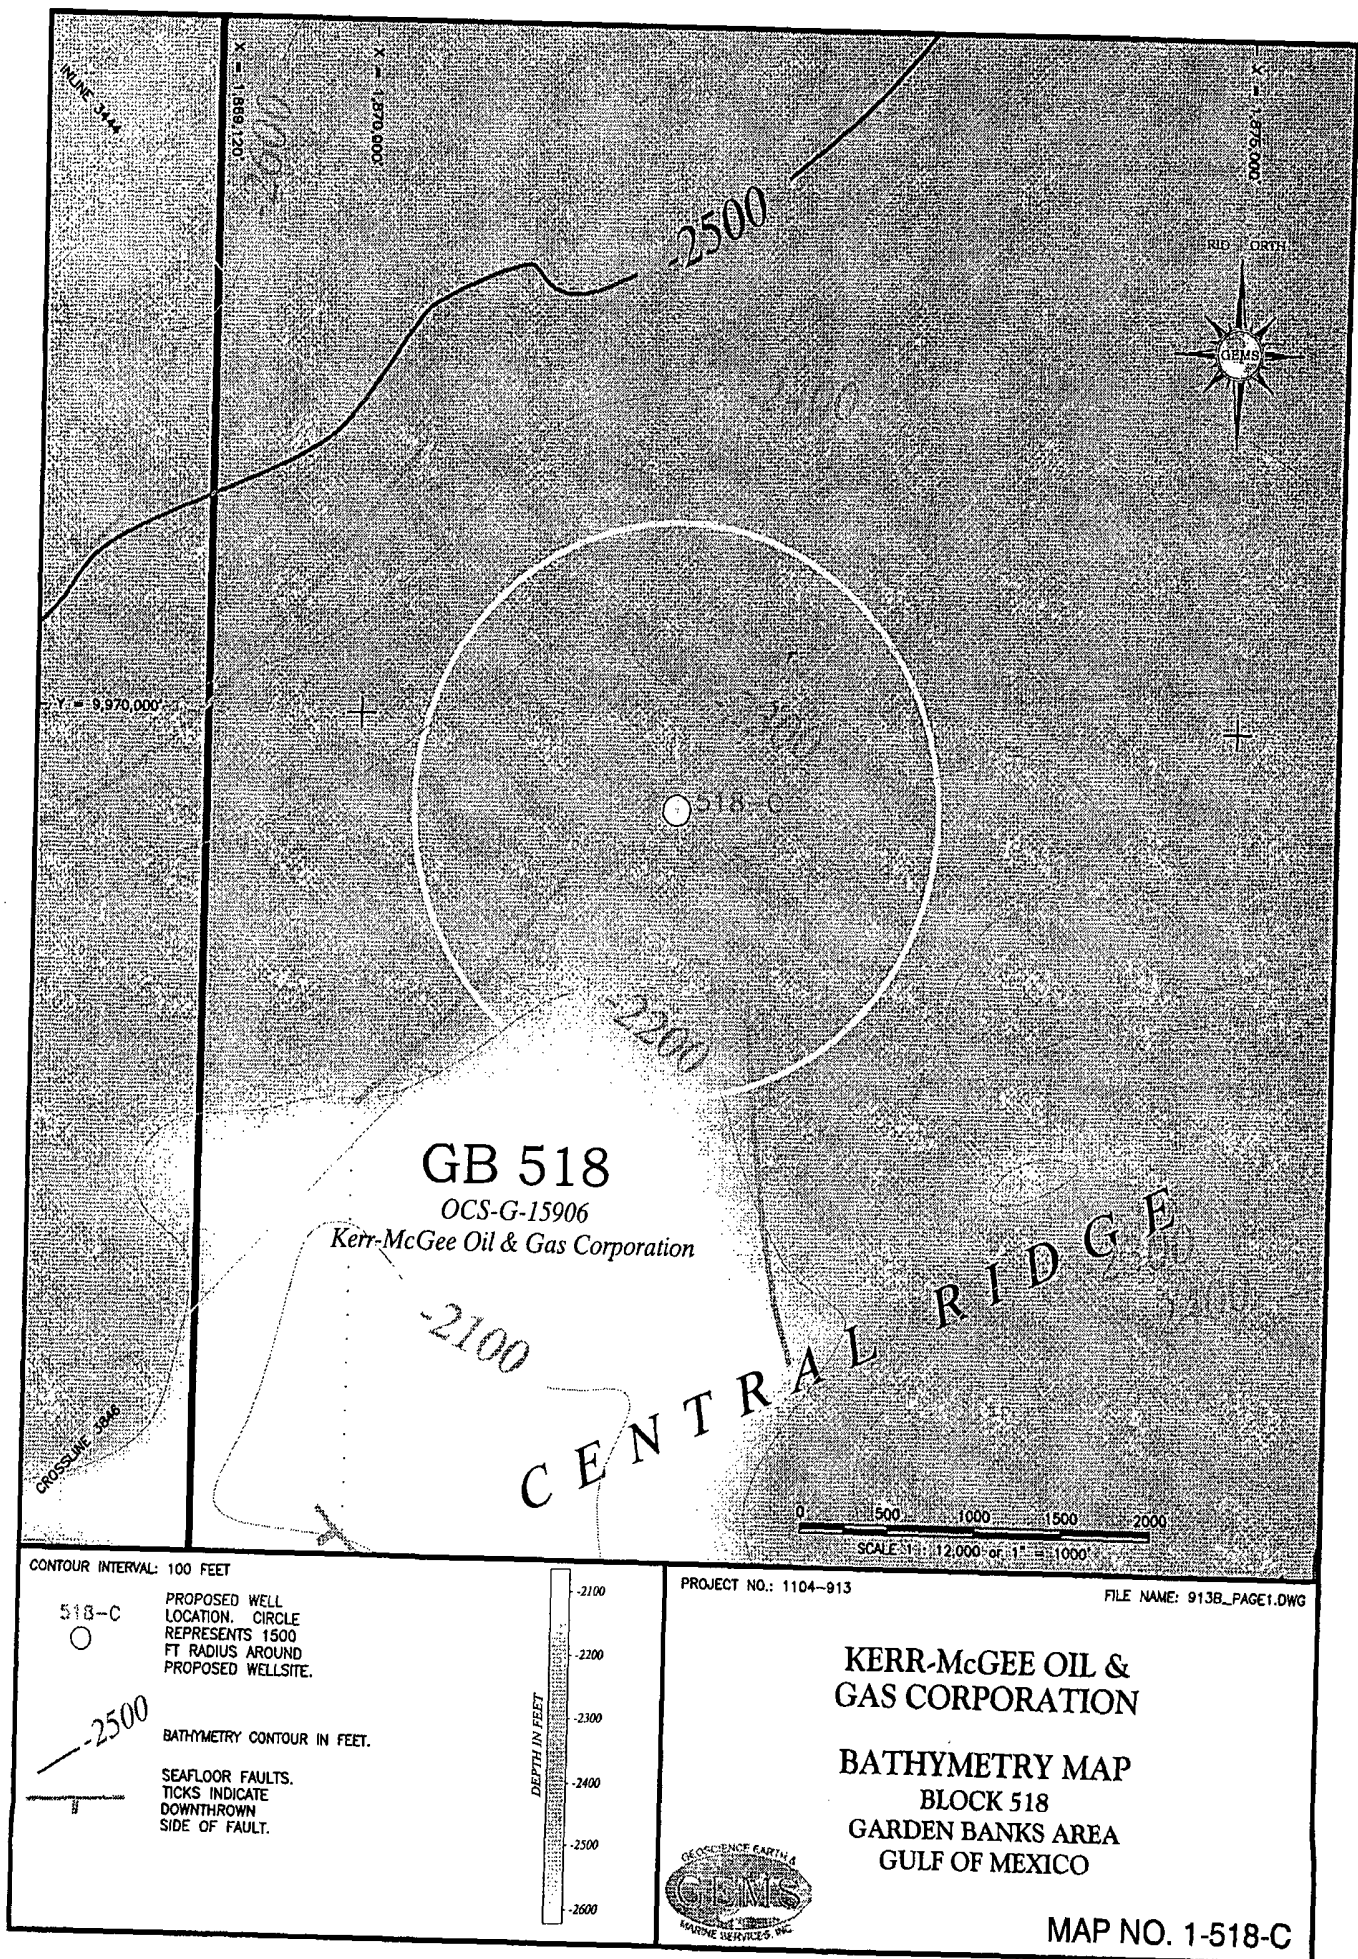 INLINE 3444
X = 1,869,120'
-2600
X = 1,870,000'
X = 1,875,000'
-2500
GEMS
Y = 9,970,000'
518-C
-2200
GB 518
OCS-G-15906
Kerr-McGee Oil & Gas Corporation
-2100
CENTRAL RIDGE
CROSSLINE 3846
0 500 1000 1500 2000
SCALE 1 : 12,000 or 1" = 1000'
CONTOUR INTERVAL: 100 FEET
518-C
PROPOSED WELL
LOCATION. CIRCLE
REPRESENTS 1500
FT RADIUS AROUND
PROPOSED WELLSITE.
-2500
BATHYMETRY CONTOUR IN FEET.
SEAFLOOR FAULTS.
TICKS INDICATE
DOWNTHROWN
SIDE OF FAULT.
DEPTH IN FEET
-2100
-2200
-2300
-2400
-2500
-2600
PROJECT NO.: 1104-913
FILE NAME: 913B_PAGE1.DWG
KERR-McGEE OIL &
GAS CORPORATION
BATHYMETRY MAP
BLOCK 518
GARDEN BANKS AREA
GULF OF MEXICO
GEOSCIENCE EARTH &
GEMS
MARINE SERVICES, INC.
MAP NO. 1-518-C